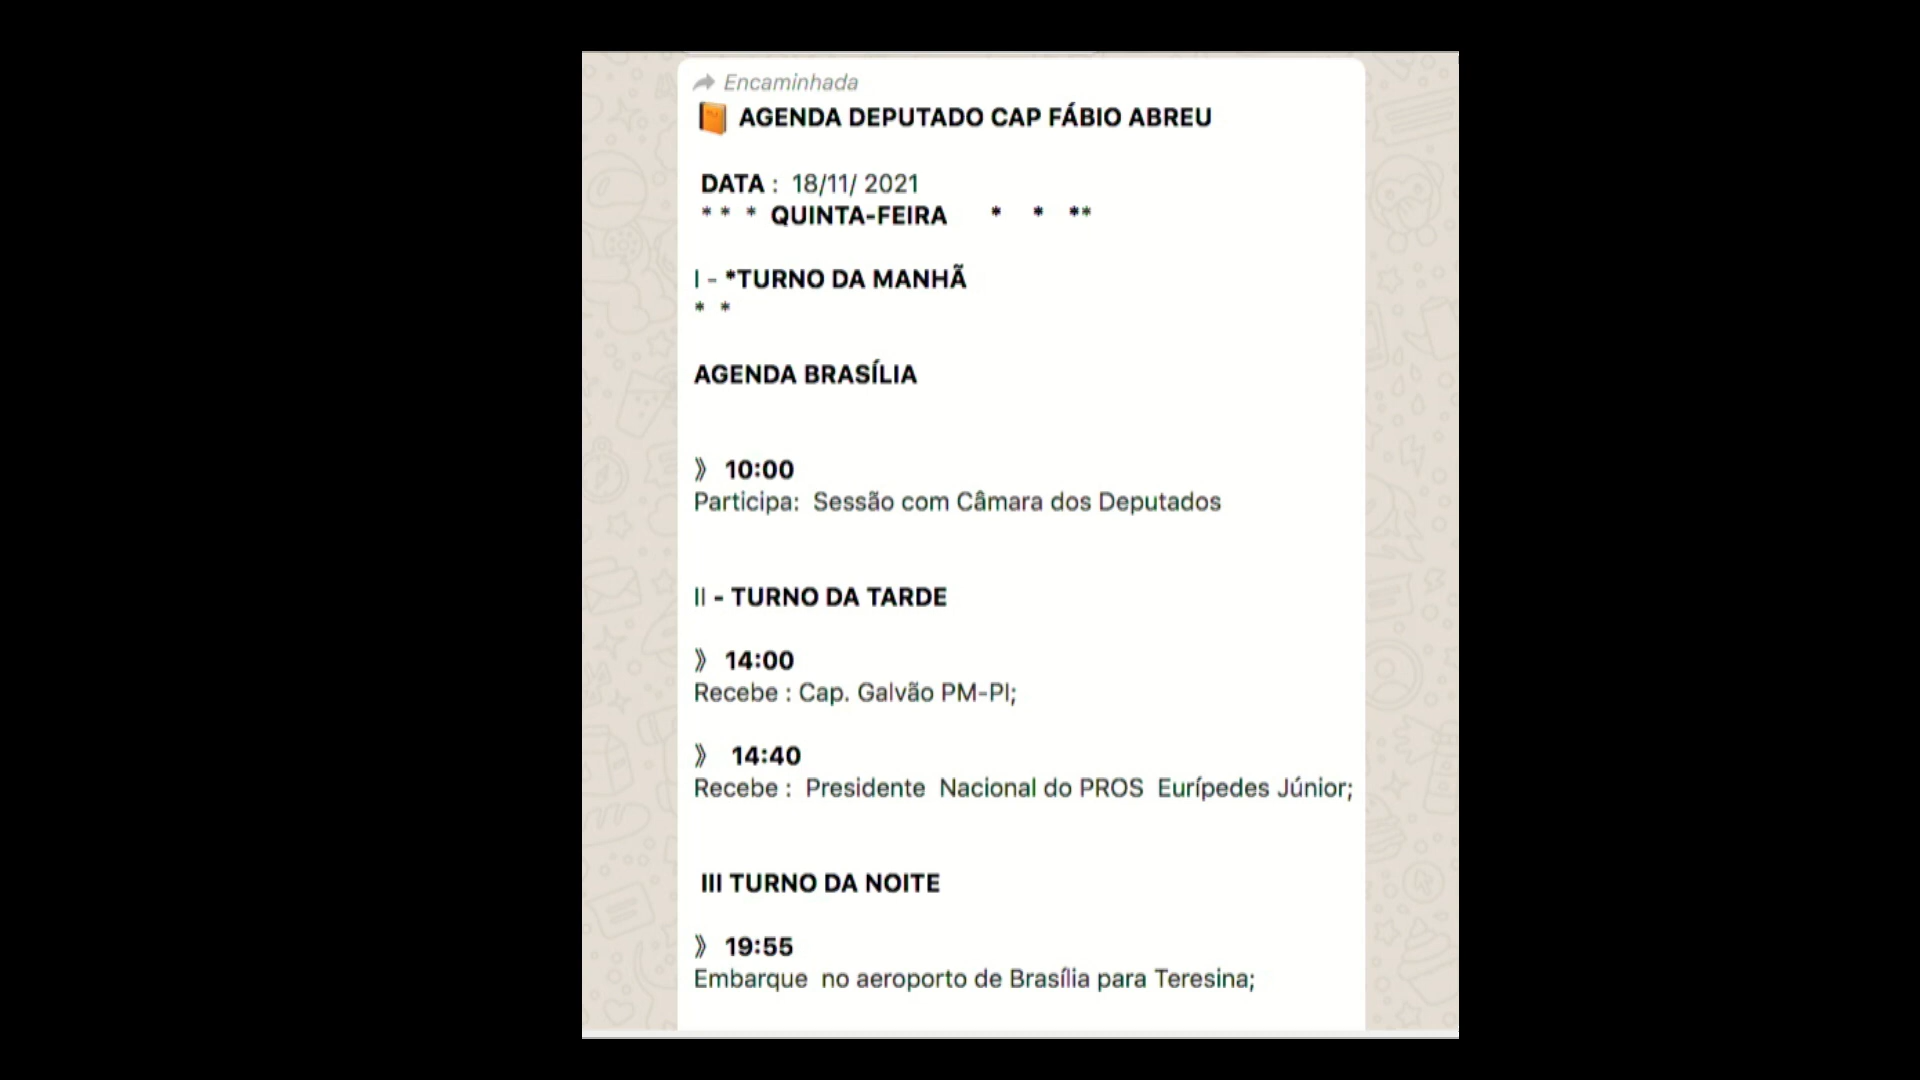 Encaminhada
AGENDA DEPUTADO CAP FÁBIO ABREU
DATA : 18/11/ 2021
* * * QUINTA-FEIRA * * **
I - *TURNO DA MANHÃ
* *
AGENDA BRASÍLIA
》 10:00
Participa: Sessão com Câmara dos Deputados
II - TURNO DA TARDE
》 14:00
Recebe : Cap. Galvão PM-PI;
》 14:40
Recebe : Presidente Nacional do PROS Eurípedes Júnior;
III TURNO DA NOITE
》 19:55
Embarque no aeroporto de Brasília para Teresina;